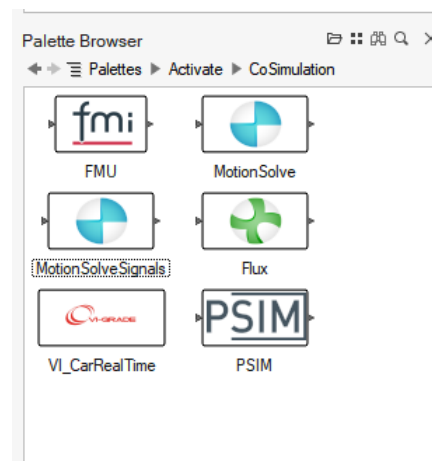 Palette Browser
Palettes Activate CoSimulation
fmi
FMU MotionSolve
MotionSolveSignals Flux
VI-GRADE PSIM
VI_CarRealTime PSIM